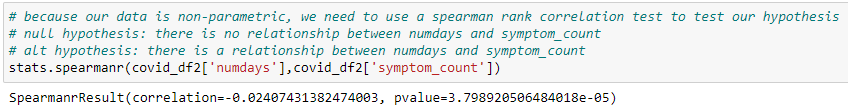 # because our data is non-parametric, we need to use a spearman rank correlation test to test our hypothesis
# null hypothesis: there is no relationship between numdays and symptom_count
# alt hypothesis: there is a relationship between numdays and symptom_count
stats.spearmanr(covid_df2['numdays'],covid_df2['symptom_count'])
SpearmanrResult(correlation=-0.02407431382474003, pvalue=3.798920506484018e-05)